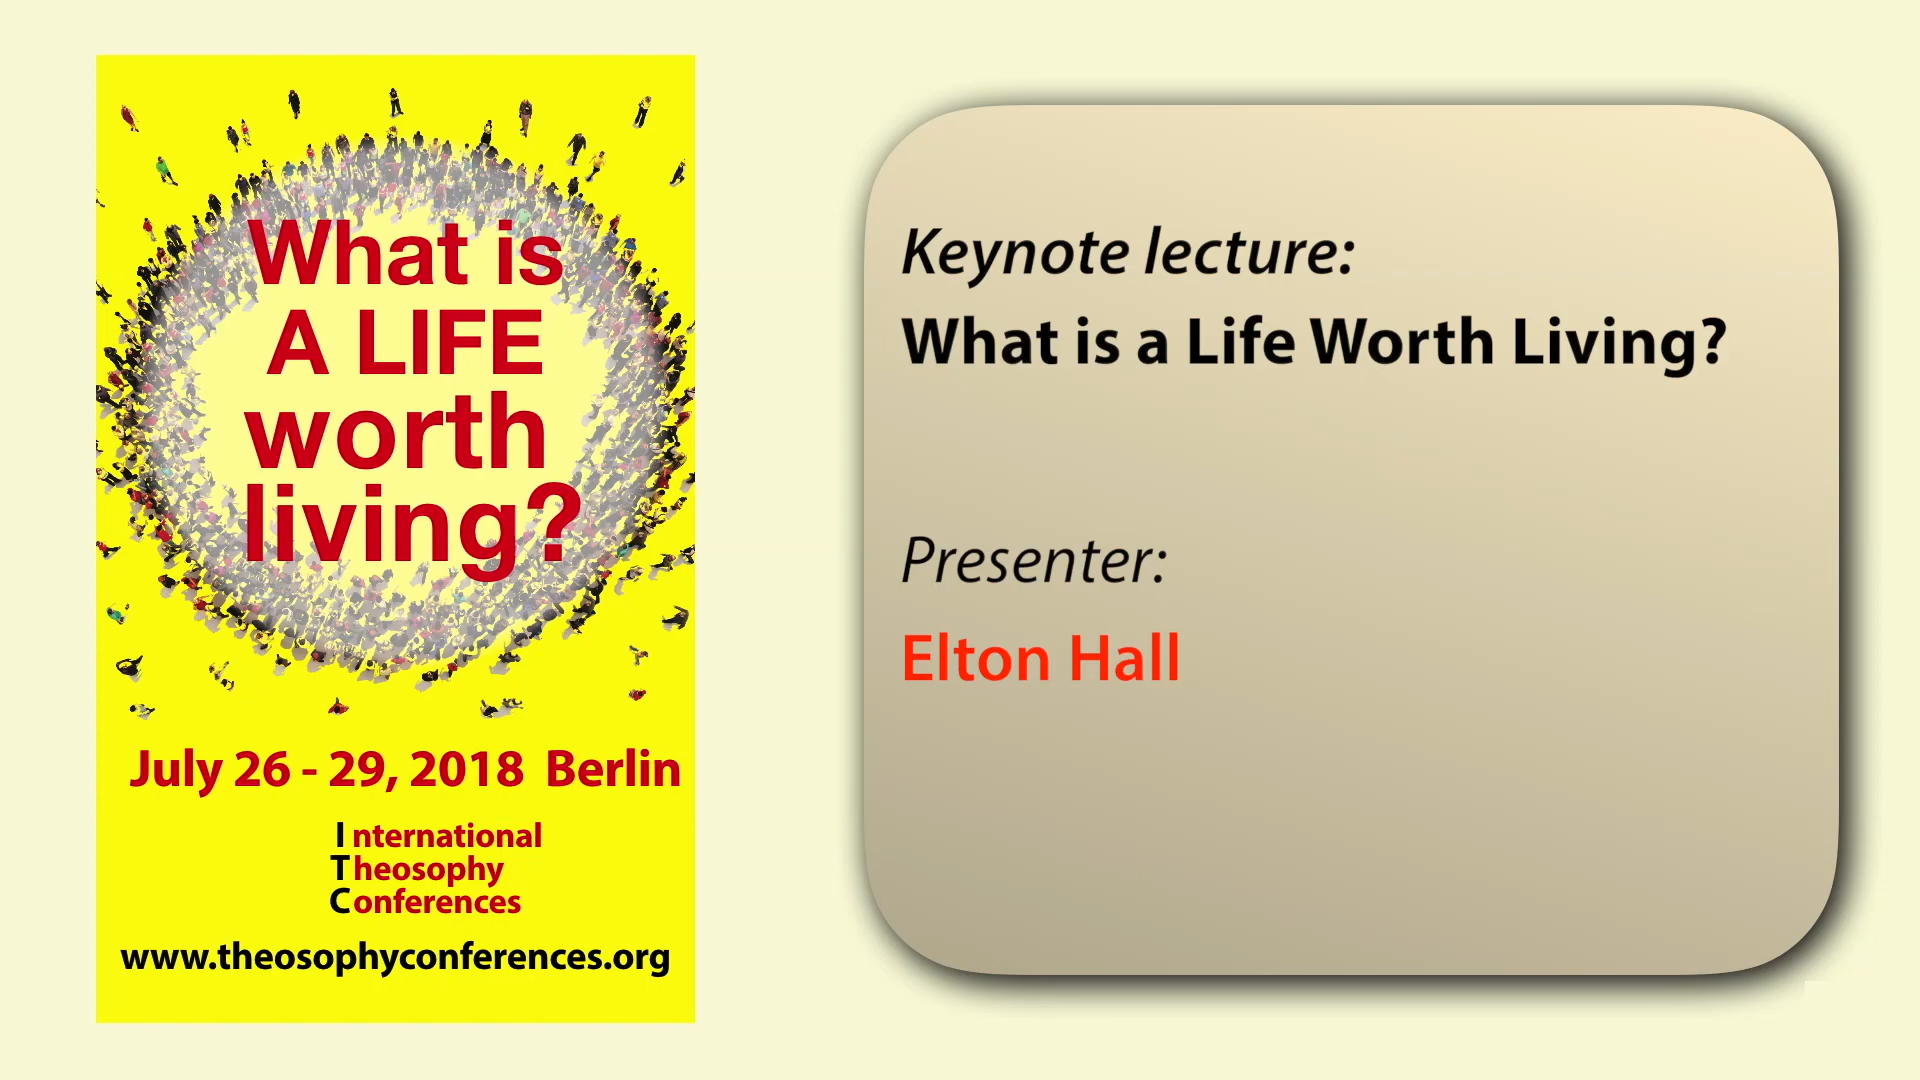 What is
A LIFE
worth
living?
July 26 - 29, 2018 Berlin
International
Theosophy
Conferences
www.theosophyconferences.org
Keynote lecture:
What is a Life Worth Living?
Presenter:
Elton Hall